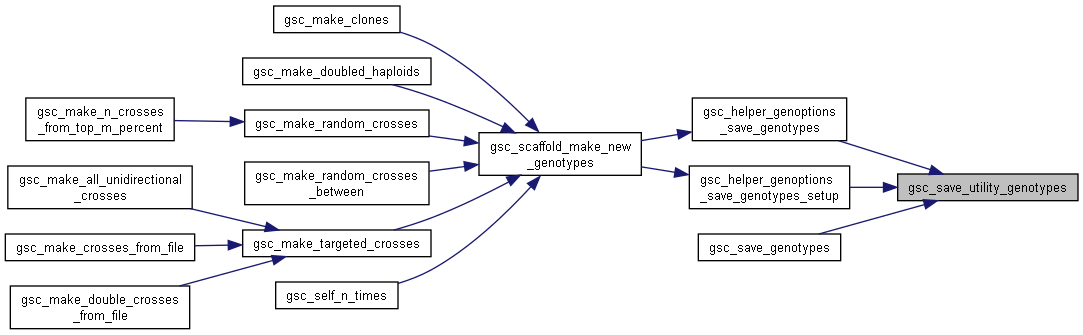 gsc_make_clones
gsc_make_doubled_haploids
gsc_make_n_crosses
_from_top_m_percent
gsc_make_random_crosses
gsc_helper_genoptions
_save_genotypes
gsc_scaffold_make_new
_genotypes
gsc_make_random_crosses
_between
gsc_make_all_unidirectional
_crosses
gsc_helper_genoptions
_save_genotypes_setup
gsc_save_utility_genotypes
gsc_make_crosses_from_file
gsc_make_targeted_crosses
gsc_save_genotypes
gsc_make_double_crosses
_from_file
gsc_self_n_times